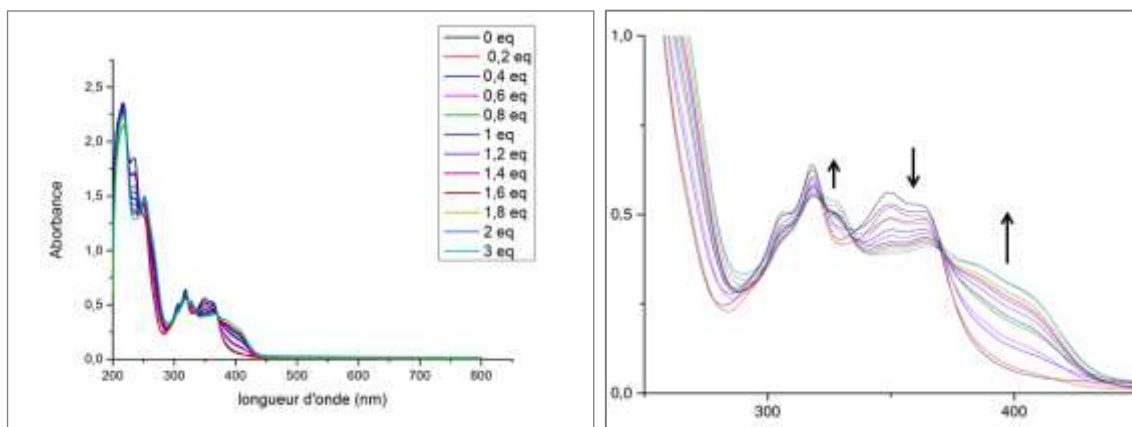 Aborbance
2,5
2,0
1,5
1,0
0,5
0,0
200
300
400
500
600
700
800
longueur d'onde (nm)
0 eq
0,2 eq
0,4 eq
0,6 eq
0,8 eq
1 eq
1,2 eq
1,4 eq
1,6 eq
1,8 eq
2 eq
3 eq
1,0
0,5
0,0
300
400